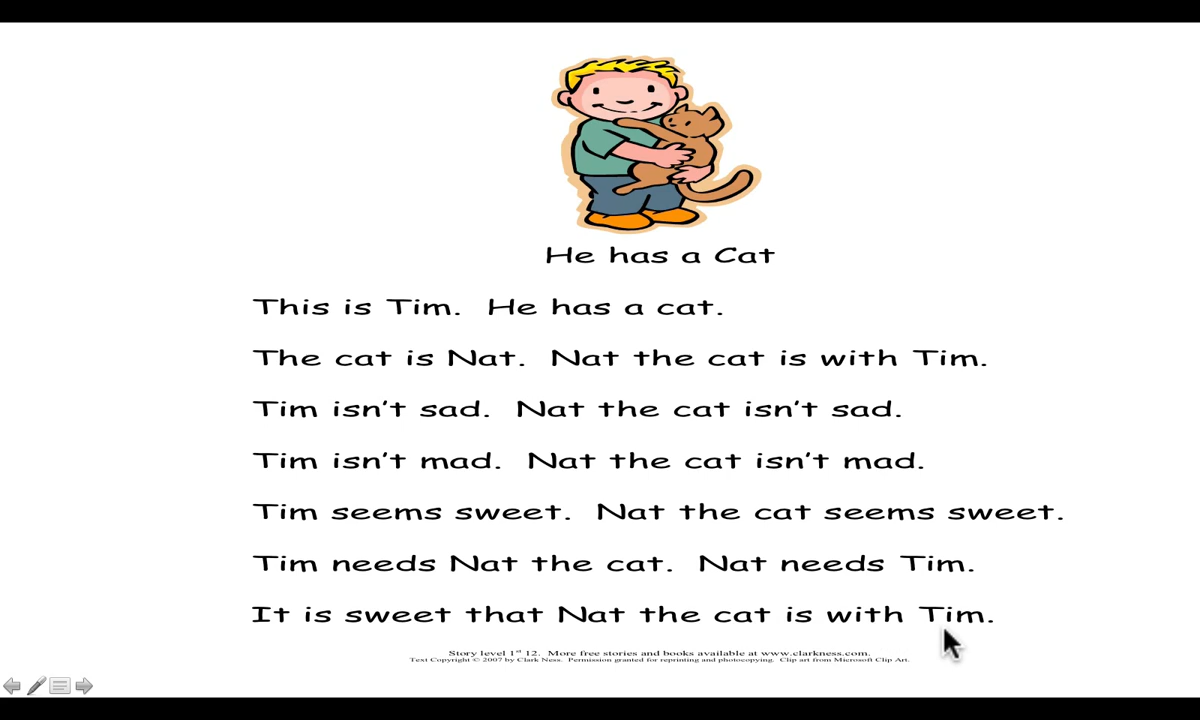 He has a Cat
This is Tim.  He has a cat.
The cat is Nat.  Nat the cat is with Tim.
Tim isn't sad.  Nat the cat isn't sad.
Tim isn't mad.  Nat the cat isn't mad.
Tim seems sweet.  Nat the cat seems sweet.
Tim needs Nat the cat.  Nat needs Tim.
It is sweet that Nat the cat is with Tim.
Story level 1st 12.  More free stories and books available at www.clarkness.com.
Text Copyright © 2007 by Clark Ness.  Permission granted for reprinting and photocopying.  Clip art from Microsoft Clip Art.